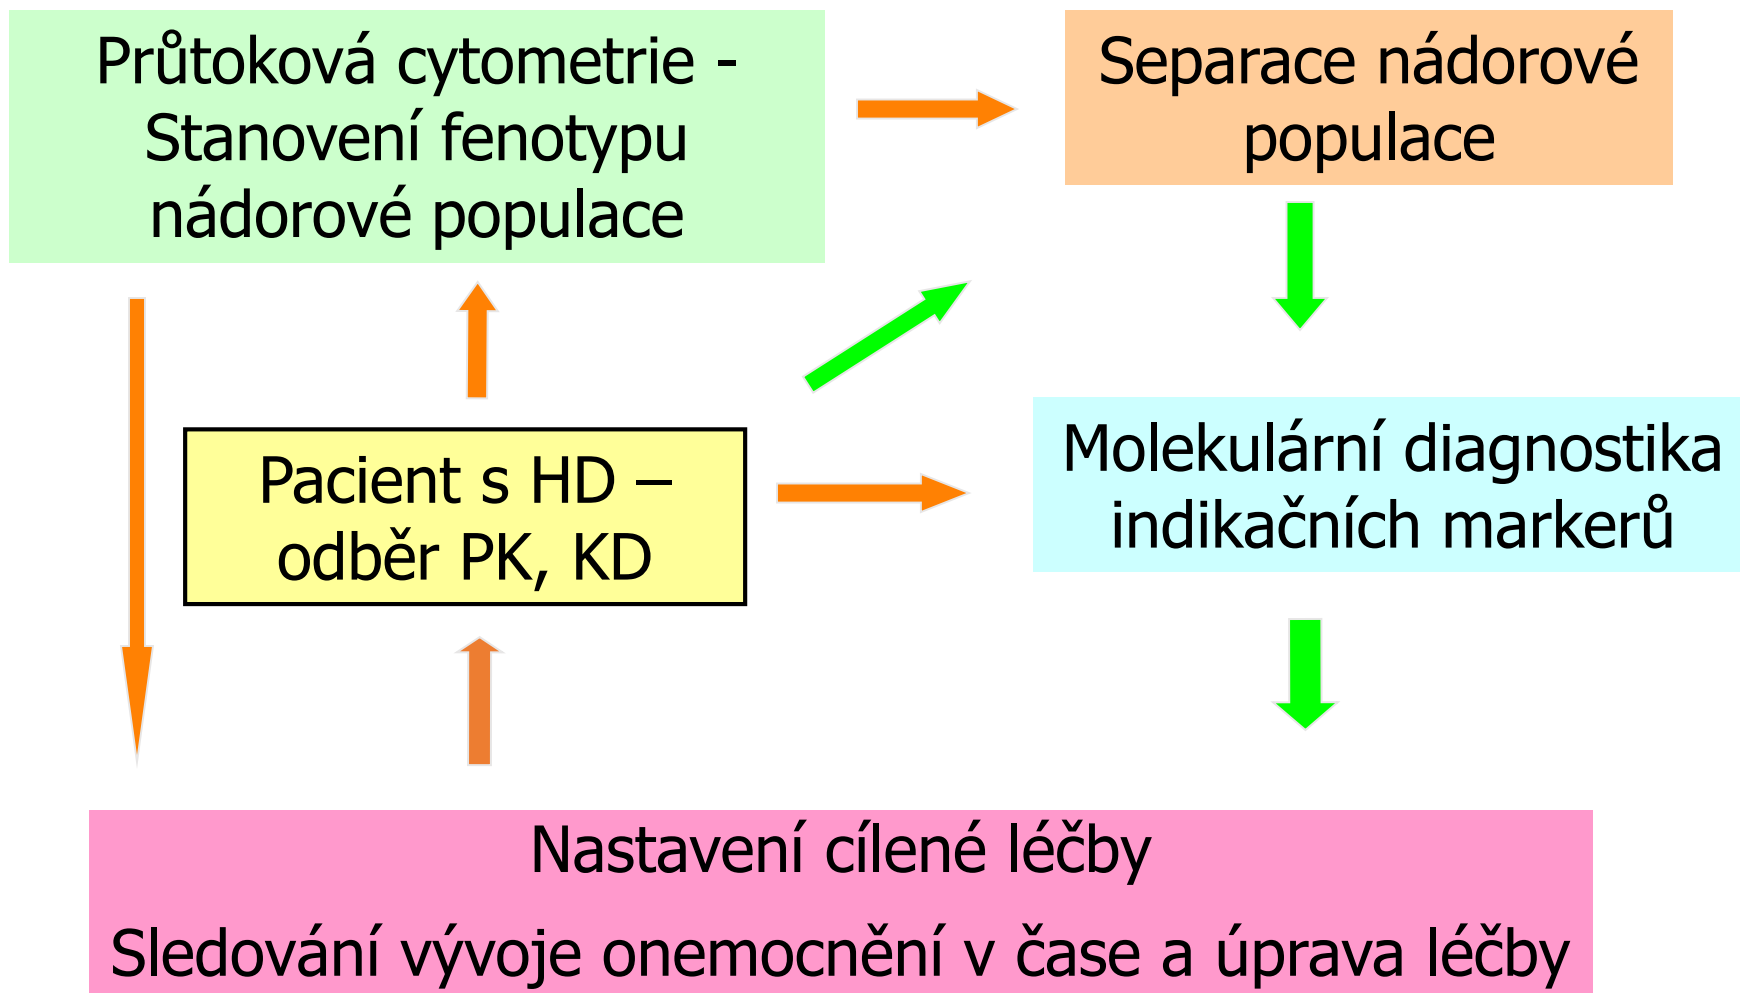 Průtoková cytometrie -
Stanovení fenotypu
nádorové populace
Separace nádorové
populace
Pacient s HD –
odběr PK, KD
Molekulární diagnostika
indikačních markerů
Nastavení cílené léčby
Sledování vývoje onemocnění v čase a úprava léčby